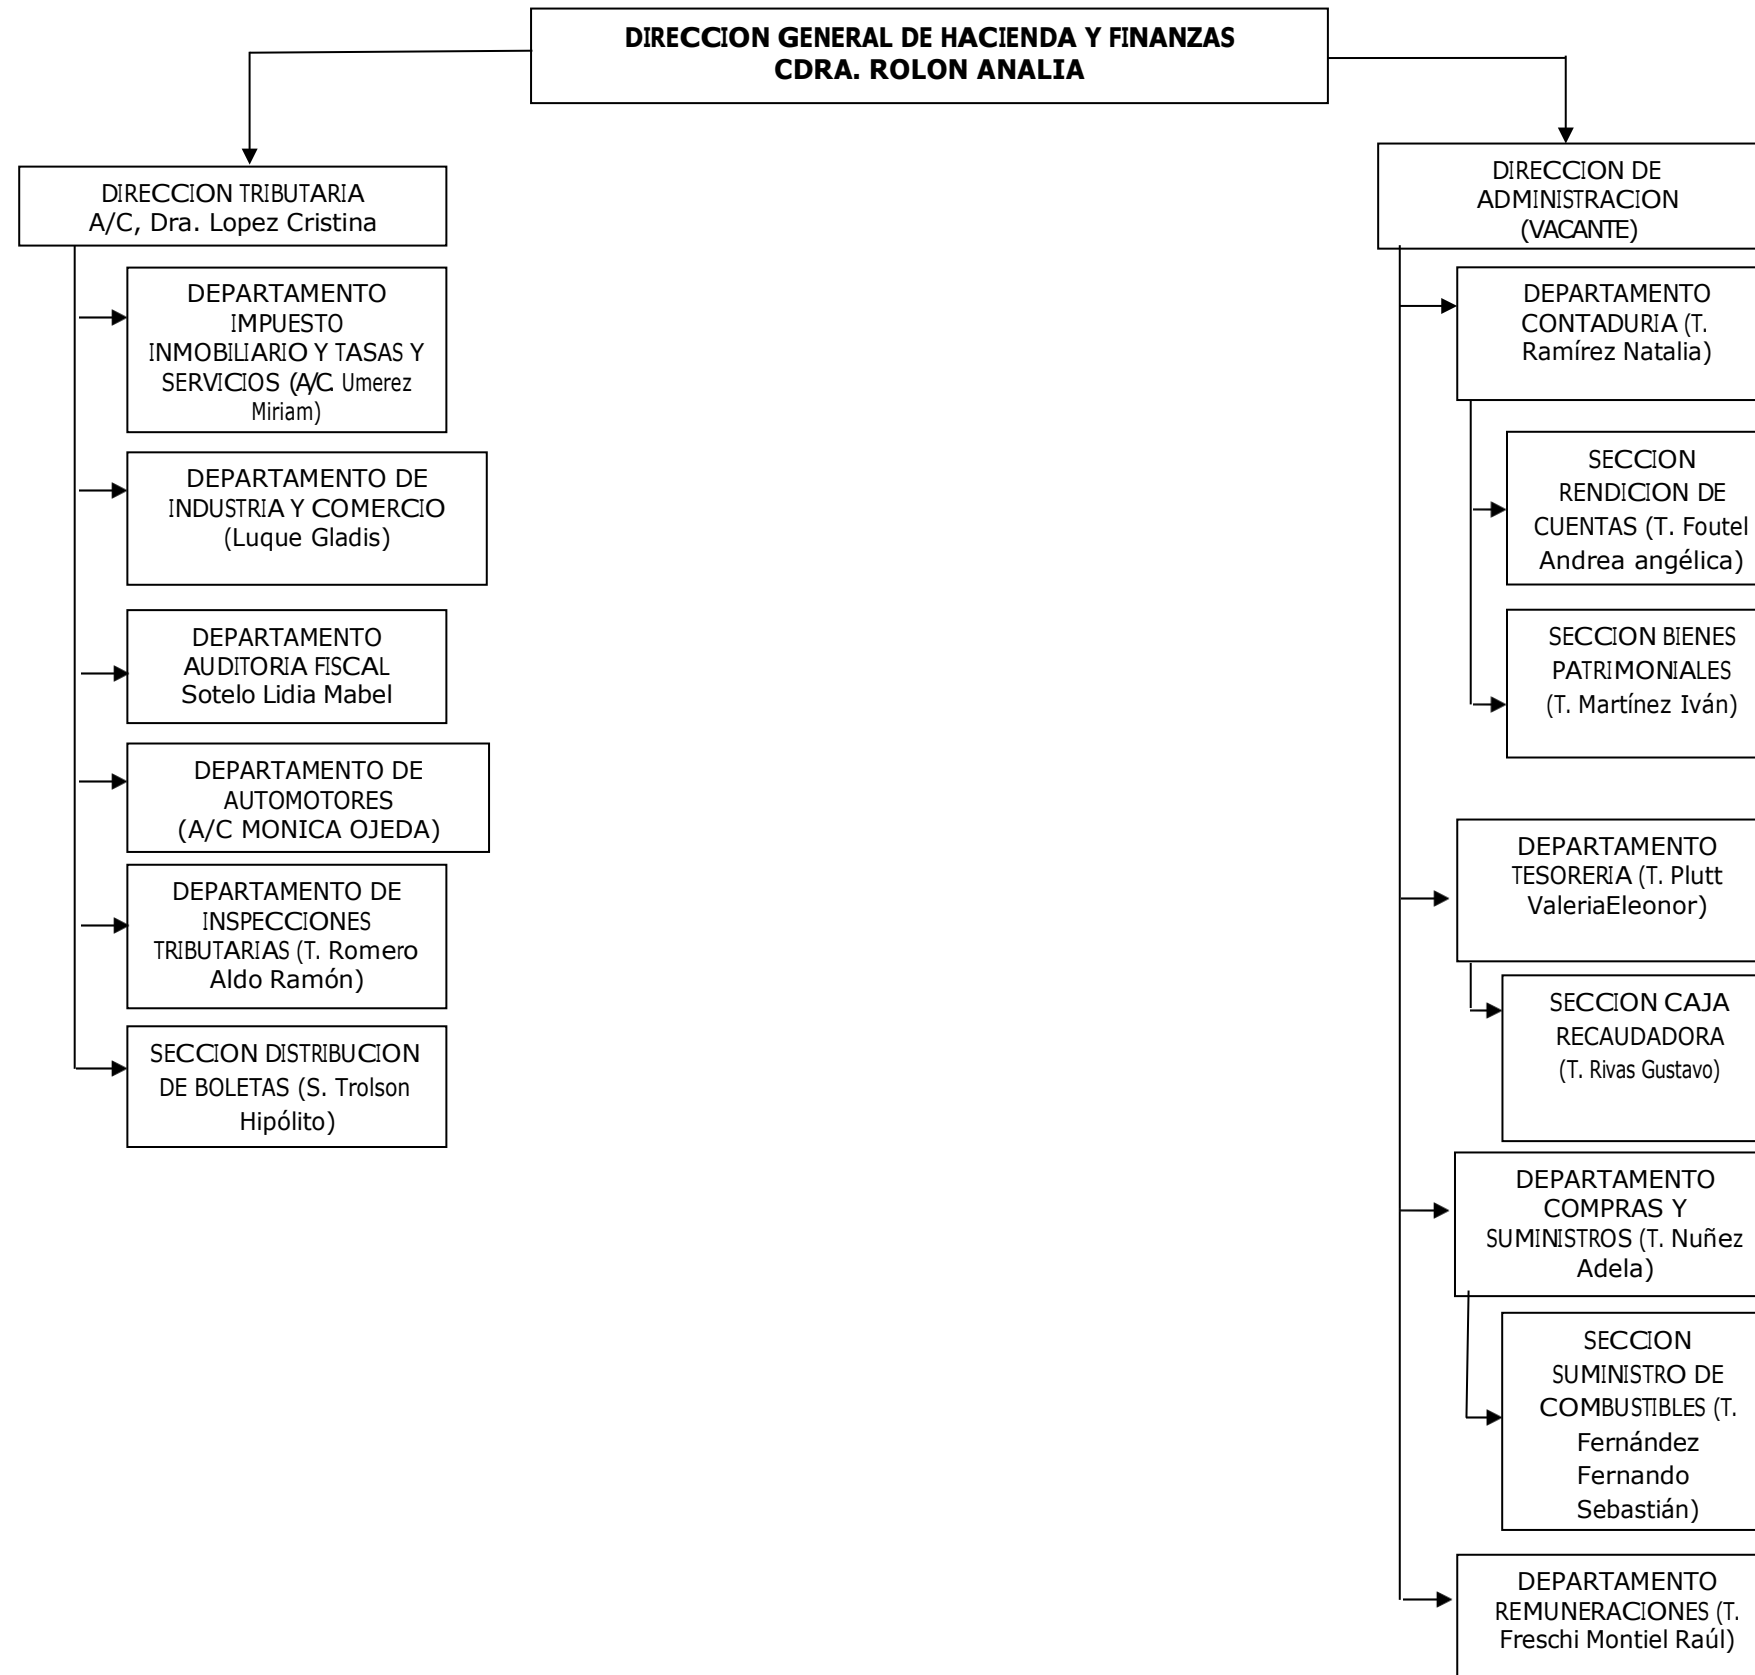 DIRECCION GENERAL DE HACIENDA Y FINANZAS
CDRA. ROLON ANALIA
DIRECCION TRIBUTARIA
A/C, Dra. Lopez Cristina
DEPARTAMENTO
IMPUESTO
INMOBILIARIO Y TASAS Y
SERVICIOS (A/C. Umerez
Miriam)
DEPARTAMENTO DE
INDUSTRIA Y COMERCIO
(Luque Gladis)
DEPARTAMENTO
AUDITORIA FISCAL
Sotelo Lidia Mabel
DEPARTAMENTO DE
AUTOMOTORES
(A/C MONICA OJEDA)
DEPARTAMENTO DE
INSPECCIONES
TRIBUTARIAS (T. Romero
Aldo Ramón)
SECCION DISTRIBUCION
DE BOLETAS (S. Trolson
Hipólito)
DIRECCION DE
ADMINISTRACION
(VACANTE)
DEPARTAMENTO
CONTADURIA (T.
Ramírez Natalia)
SECCION
RENDICION DE
CUENTAS (T. Foutel
Andrea angélica)
SECCION BIENES
PATRIMONIALES
(T. Martínez Iván)
DEPARTAMENTO
TESORERIA (T. Plutt
ValeriaEleonor)
SECCION CAJA
RECAUDADORA
(T. Rivas Gustavo)
DEPARTAMENTO
COMPRAS Y
SUMINISTROS (T. Nuñez
Adela)
SECCION
SUMINISTRO DE
COMBUSTIBLES (T.
Fernández
Fernando
Sebastián)
DEPARTAMENTO
REMUNERACIONES (T.
Freschi Montiel Raúl)